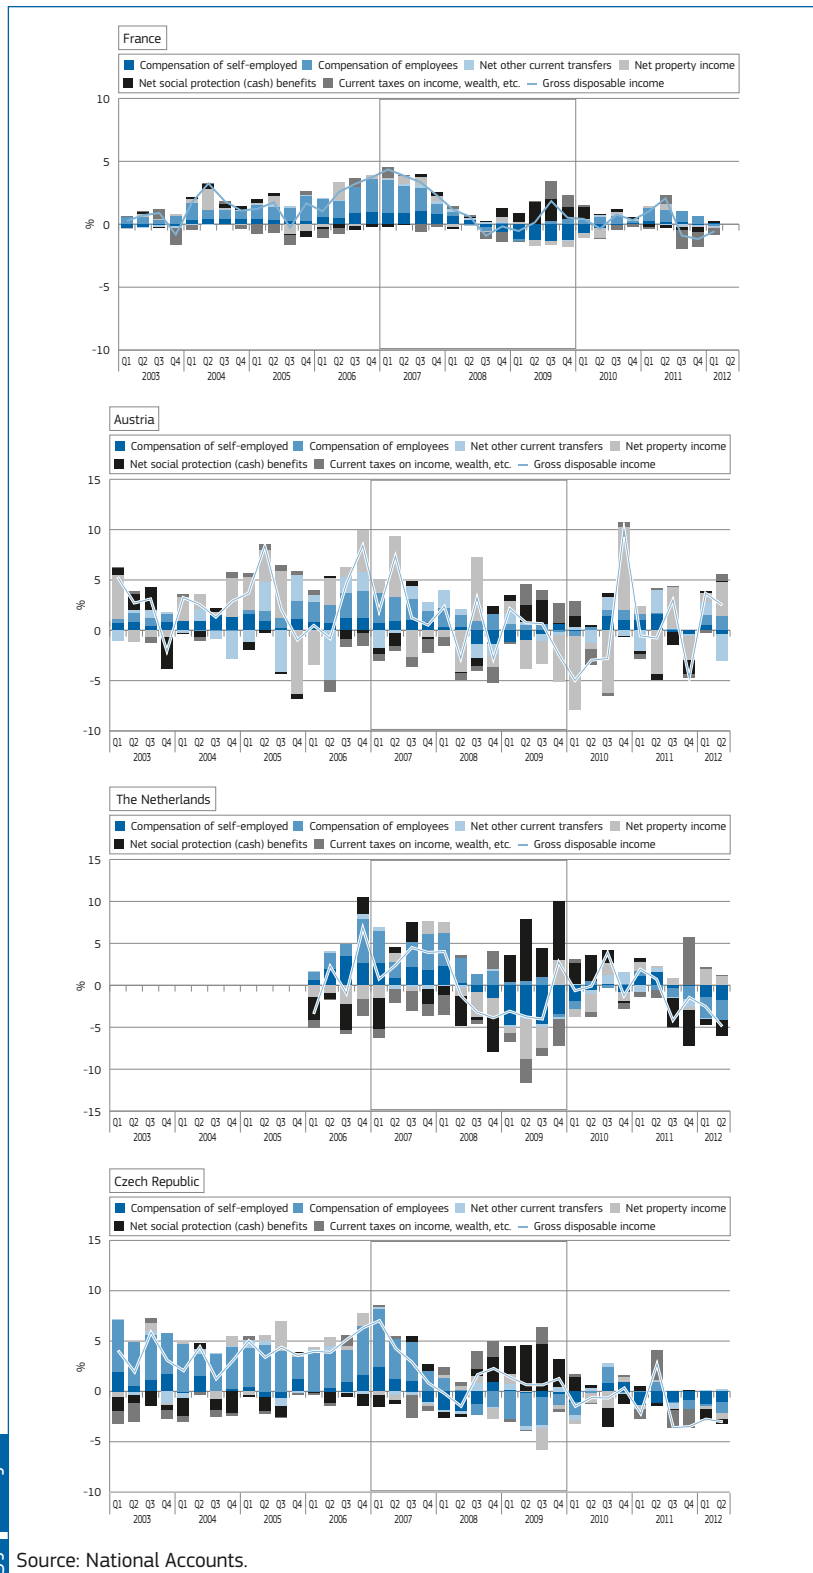 France
Compensation of self-employed Compensation of employees Net other current transfers Net property income
Net social protection (cash) benefits Current taxes on income, wealth, etc. Gross disposable income
10
5
0
-5
-10
%
Q1 Q2 Q3 Q4 Q1 Q2 Q3 Q4 Q1 Q2 Q3 Q4 Q1 Q2 Q3 Q4 Q1 Q2 Q3 Q4 Q1 Q2 Q3 Q4 Q1 Q2 Q3 Q4 Q1 Q2 Q3 Q4 Q1 Q2 Q3 Q4 Q1 Q2
2003 2004 2005 2006 2007 2008 2009 2010 2011 2012
Austria
Compensation of self-employed Compensation of employees Net other current transfers Net property income
Net social protection (cash) benefits Current taxes on income, wealth, etc. Gross disposable income
15
10
5
0
-5
-10
%
Q1 Q2 Q3 Q4 Q1 Q2 Q3 Q4 Q1 Q2 Q3 Q4 Q1 Q2 Q3 Q4 Q1 Q2 Q3 Q4 Q1 Q2 Q3 Q4 Q1 Q2 Q3 Q4 Q1 Q2 Q3 Q4 Q1 Q2 Q3 Q4 Q1 Q2
2003 2004 2005 2006 2007 2008 2009 2010 2011 2012
The Netherlands
Compensation of self-employed Compensation of employees Net other current transfers Net property income
Net social protection (cash) benefits Current taxes on income, wealth, etc. Gross disposable income
15
10
5
0
-5
-10
-15
%
Q1 Q2 Q3 Q4 Q1 Q2 Q3 Q4 Q1 Q2 Q3 Q4 Q1 Q2 Q3 Q4 Q1 Q2 Q3 Q4 Q1 Q2 Q3 Q4 Q1 Q2 Q3 Q4 Q1 Q2 Q3 Q4 Q1 Q2 Q3 Q4 Q1 Q2
2003 2004 2005 2006 2007 2008 2009 2010 2011 2012
Czech Republic
Compensation of self-employed Compensation of employees Net other current transfers Net property income
Net social protection (cash) benefits Current taxes on income, wealth, etc. Gross disposable income
15
10
5
0
-5
-10
%
Q1 Q2 Q3 Q4 Q1 Q2 Q3 Q4 Q1 Q2 Q3 Q4 Q1 Q2 Q3 Q4 Q1 Q2 Q3 Q4 Q1 Q2 Q3 Q4 Q1 Q2 Q3 Q4 Q1 Q2 Q3 Q4 Q1 Q2 Q3 Q4 Q1 Q2
2003 2004 2005 2006 2007 2008 2009 2010 2011 2012
Source: National Accounts.